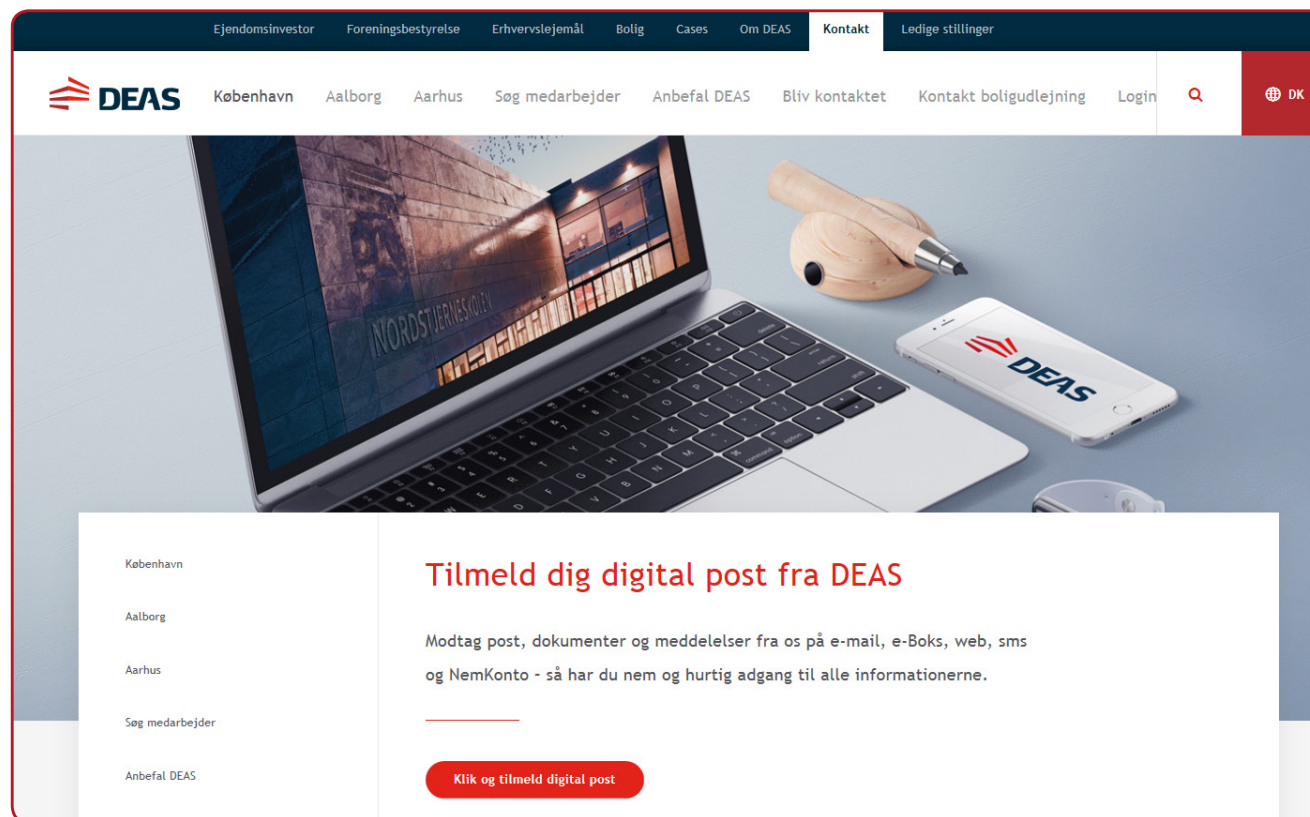 Ejendomsinvestor Foreningsbestyrelse Erhvervslejemål Bolig Cases Om DEAS Kontakt Ledige stillinger
DEAS København Aalborg Aarhus Søg medarbejder Anbefal DEAS Bliv kontaktet Kontakt boligudlejning Login DK
NORDSTJERNESKOLEN
DEAS
København
Aalborg
Aarhus
Søg medarbejder
Anbefal DEAS
Tilmeld dig digital post fra DEAS
Modtag post, dokumenter og meddelelser fra os på e-mail, e-Boks, web, sms
og NemKonto - så har du nem og hurtig adgang til alle informationerne.
Klik og tilmeld digital post